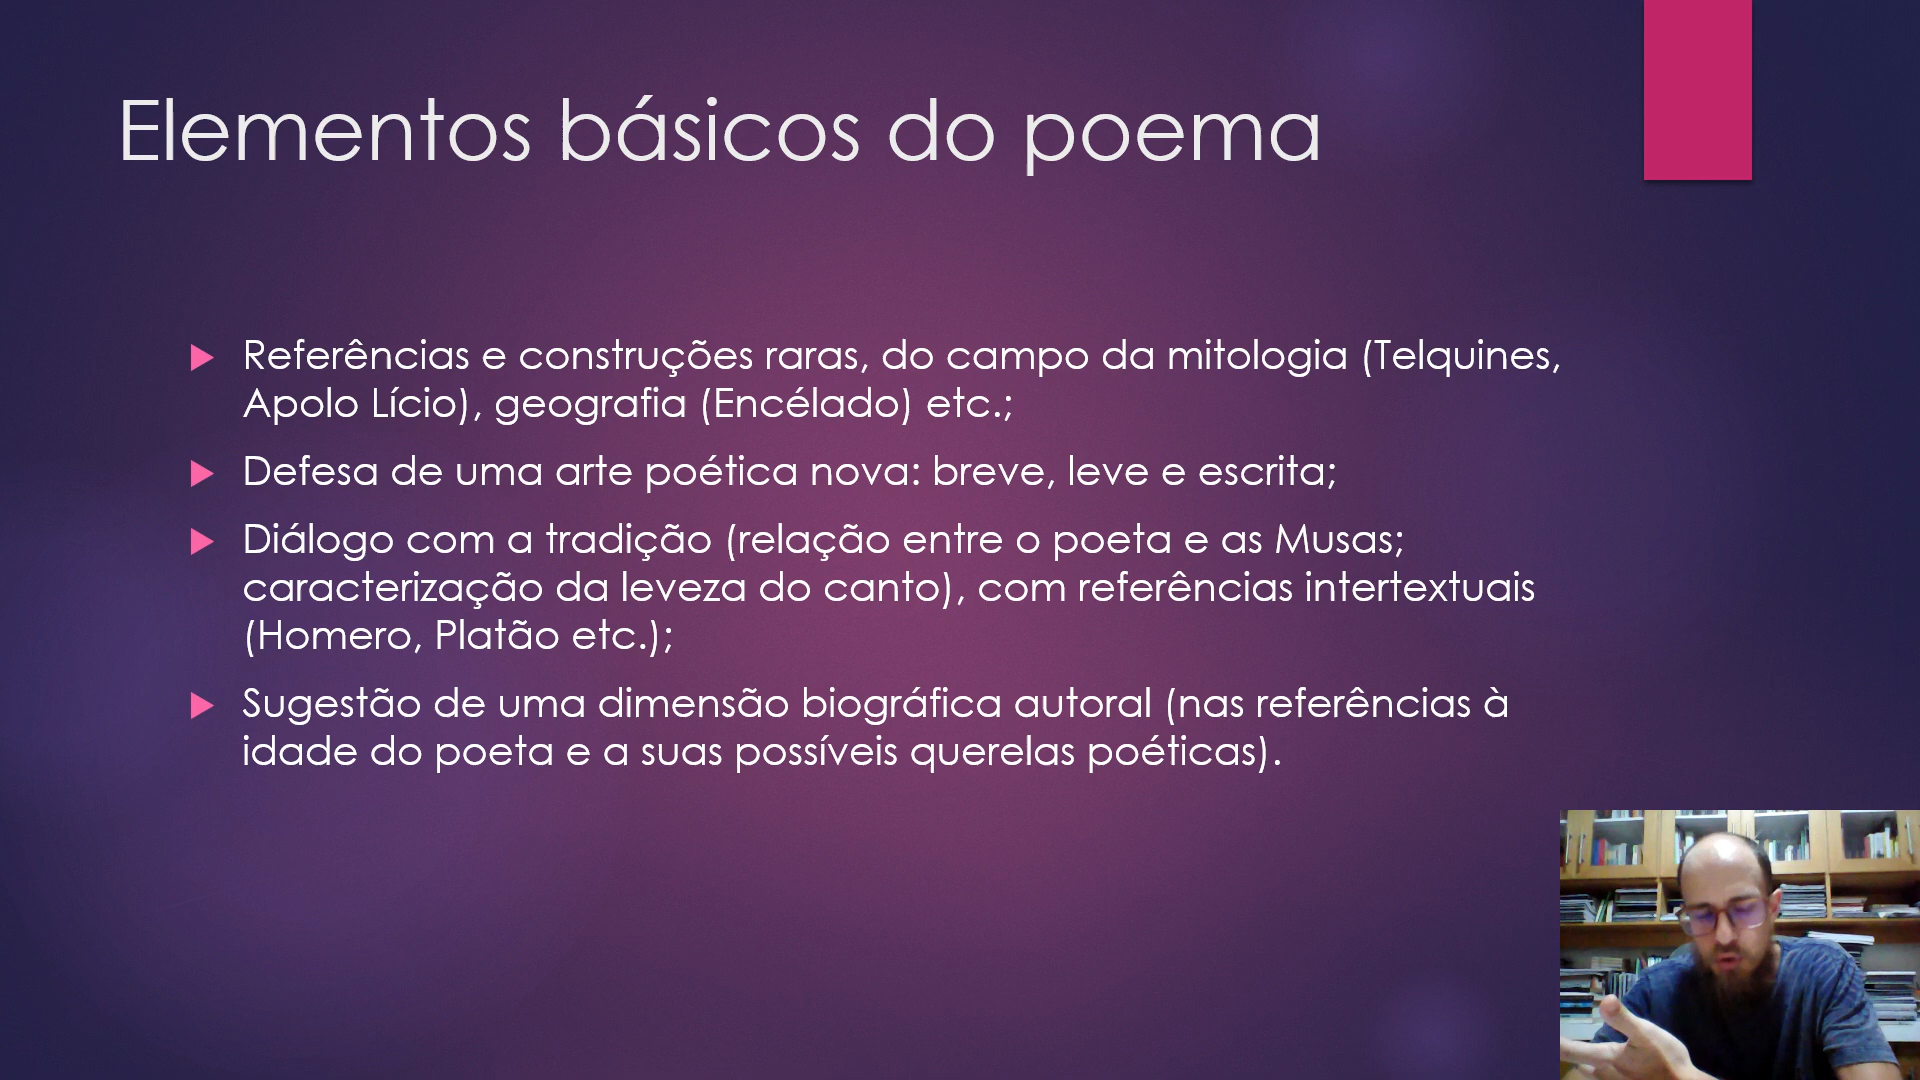 Elementos básicos do poema
Referências e construções raras, do campo da mitologia (Telquines,
Apolo Lício), geografia (Encélado) etc.;
Defesa de uma arte poética nova: breve, leve e escrita;
Diálogo com a tradição (relação entre o poeta e as Musas;
caracterização da leveza do canto), com referências intertextuais
(Homero, Platão etc.);
Sugestão de uma dimensão biográfica autoral (nas referências à
idade do poeta e a suas possíveis querelas poéticas).